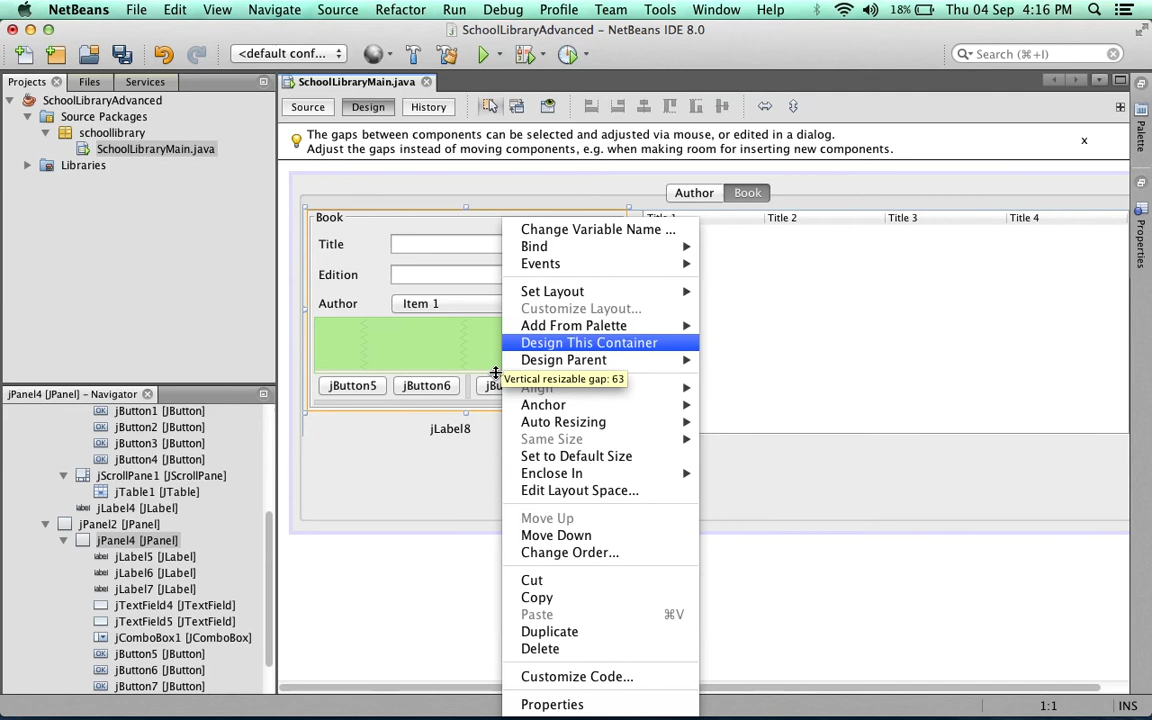 NetBeans File Edit View Navigate Source Refactor Run Debug Profile Team Tools Window Help 18% Thu 04 Sep 4:16 PM
SchoolLibraryAdvanced – NetBeans IDE 8.0
<default conf... Search (⌘+I)
Projects Files Services
SchoolLibraryAdvanced
Source Packages
schoollibrary
SchoolLibraryMain.java
Libraries
SchoolLibraryMain.java
Source Design History
The gaps between components can be selected and adjusted via mouse, or edited in a dialog.
Adjust the gaps instead of moving components, e.g. when making room for inserting new components.
x
Author Book
Book
Title
Edition
Author Item 1
jButton5 jButton6 jBu
jLabel8
Title 1 Title 2 Title 3 Title 4
Change Variable Name ...
Bind
Events
Set Layout
Customize Layout...
Add From Palette
Design This Container
Design Parent
Vertical resizable gap: 63
Align
Anchor
Auto Resizing
Same Size
Set to Default Size
Enclose In
Edit Layout Space...
Move Up
Move Down
Change Order...
Cut
Copy
Paste ⌘V
Duplicate
Delete
Customize Code...
Properties
jPanel4 [JPanel] – Navigator
jButton1 [JButton]
jButton2 [JButton]
jButton3 [JButton]
jButton4 [JButton]
jScrollPane1 [JScrollPane]
jTable1 [JTable]
jLabel4 [JLabel]
jPanel2 [JPanel]
jPanel4 [JPanel]
jLabel5 [JLabel]
jLabel6 [JLabel]
jLabel7 [JLabel]
jTextField4 [JTextField]
jTextField5 [JTextField]
jComboBox1 [JComboBox]
jButton5 [JButton]
jButton6 [JButton]
jButton7 [JButton]
Palette
Properties
1:1 INS